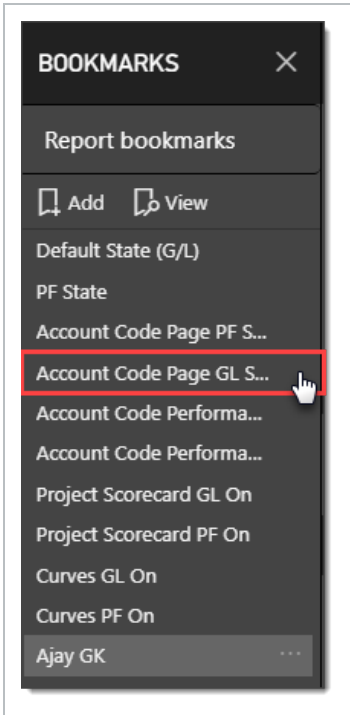 BOOKMARKS
Report bookmarks
Add View
Default State (G/L)
PF State
Account Code Page PF S...
Account Code Page GL S...
Account Code Performa...
Account Code Performa...
Project Scorecard GL On
Project Scorecard PF On
Curves GL On
Curves PF On
Ajay GK ...